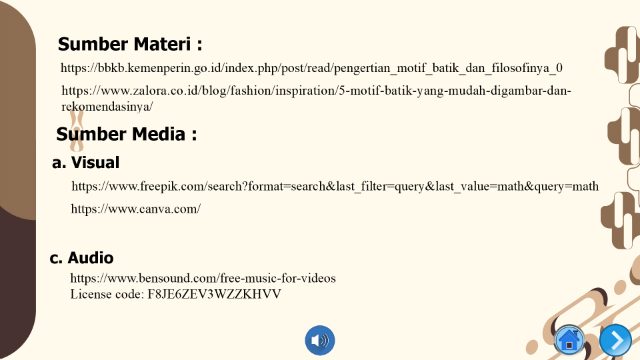 Sumber Materi :
https://bbkb.kemenperin.go.id/index.php/post/read/pengertian_motif_batik_dan_filosofinya_0
https://www.zalora.co.id/blog/fashion/inspiration/5-motif-batik-yang-mudah-digambar-dan-
rekomendasinya/
Sumber Media :
a. Visual
https://www.freepik.com/search?format=search&last_filter=query&last_value=math&query=math
https://www.canva.com/
c. Audio
https://www.bensound.com/free-music-for-videos
License code: F8JE6ZEV3WZZKHVV